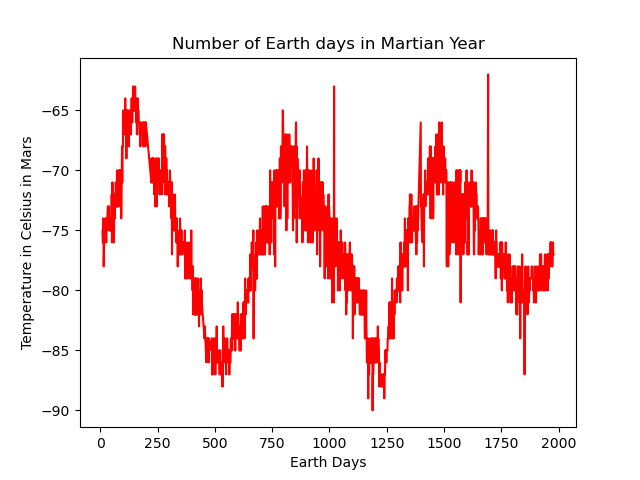 Number of Earth days in Martian Year
Temperature in Celsius in Mars
−65
−70
−75
−80
−85
−90
0 250 500 750 1000 1250 1500 1750 2000
Earth Days